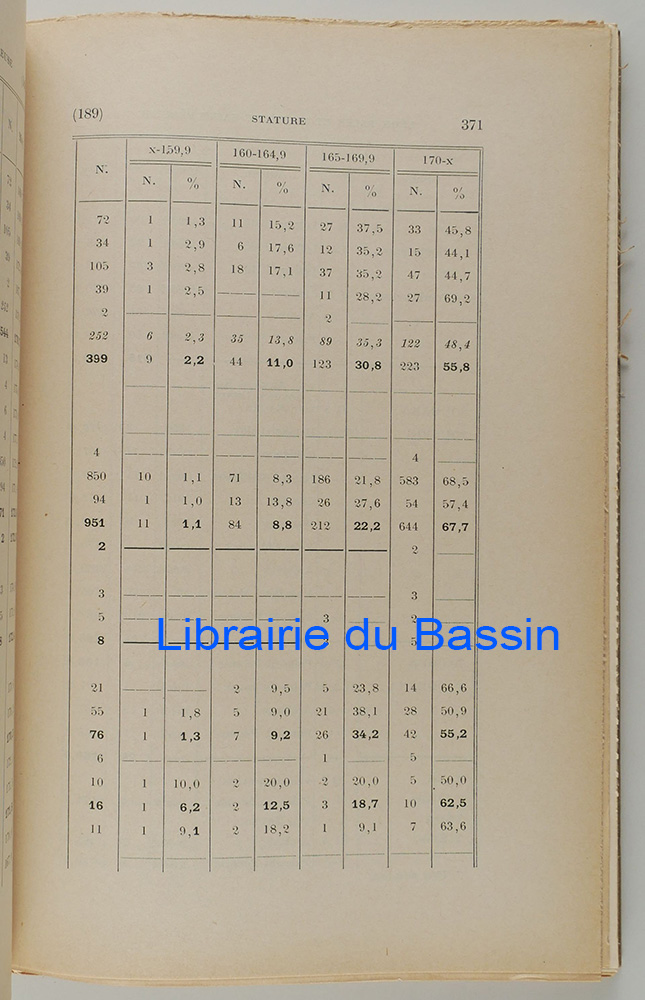 (189) STATURE 371
N. x-159,9 160-164,9 165-169,9 170-x
N. % N. % N. % N. %
72 1 1,3 11 15,2 27 37,5 33 45,8
34 1 2,9 6 17,6 12 35,2 15 44,1
105 3 2,8 18 17,1 37 35,2 47 44,7
39 1 2,5 — — 11 28,2 27 69,2
2 — — — — 2 — — —
252 6 2,3 35 13,8 89 35,3 122 48,4
399 9 2,2 44 11,0 123 30,8 223 55,8
4 — — — — — — 4 —
850 10 1,1 71 8,3 186 21,8 583 68,5
94 1 1,0 13 13,8 26 27,6 54 57,4
951 11 1,1 84 8,8 212 22,2 644 67,7
2 — — — — — — 2 —
3 — — — — — — 3 —
5 — — — — 3 — 2 —
Librairie du Bassin
8 — — — — 5
21 — — 2 9,5 5 23,8 14 66,6
55 1 1,8 5 9,0 21 38,1 28 50,9
76 1 1,3 7 9,2 26 34,2 42 55,2
6 — — — — 1 — 5 —
10 1 10,0 2 20,0 2 20,0 5 50,0
16 1 6,2 2 12,5 3 18,7 10 62,5
11 1 9,1 2 18,2 1 9,1 7 63,6